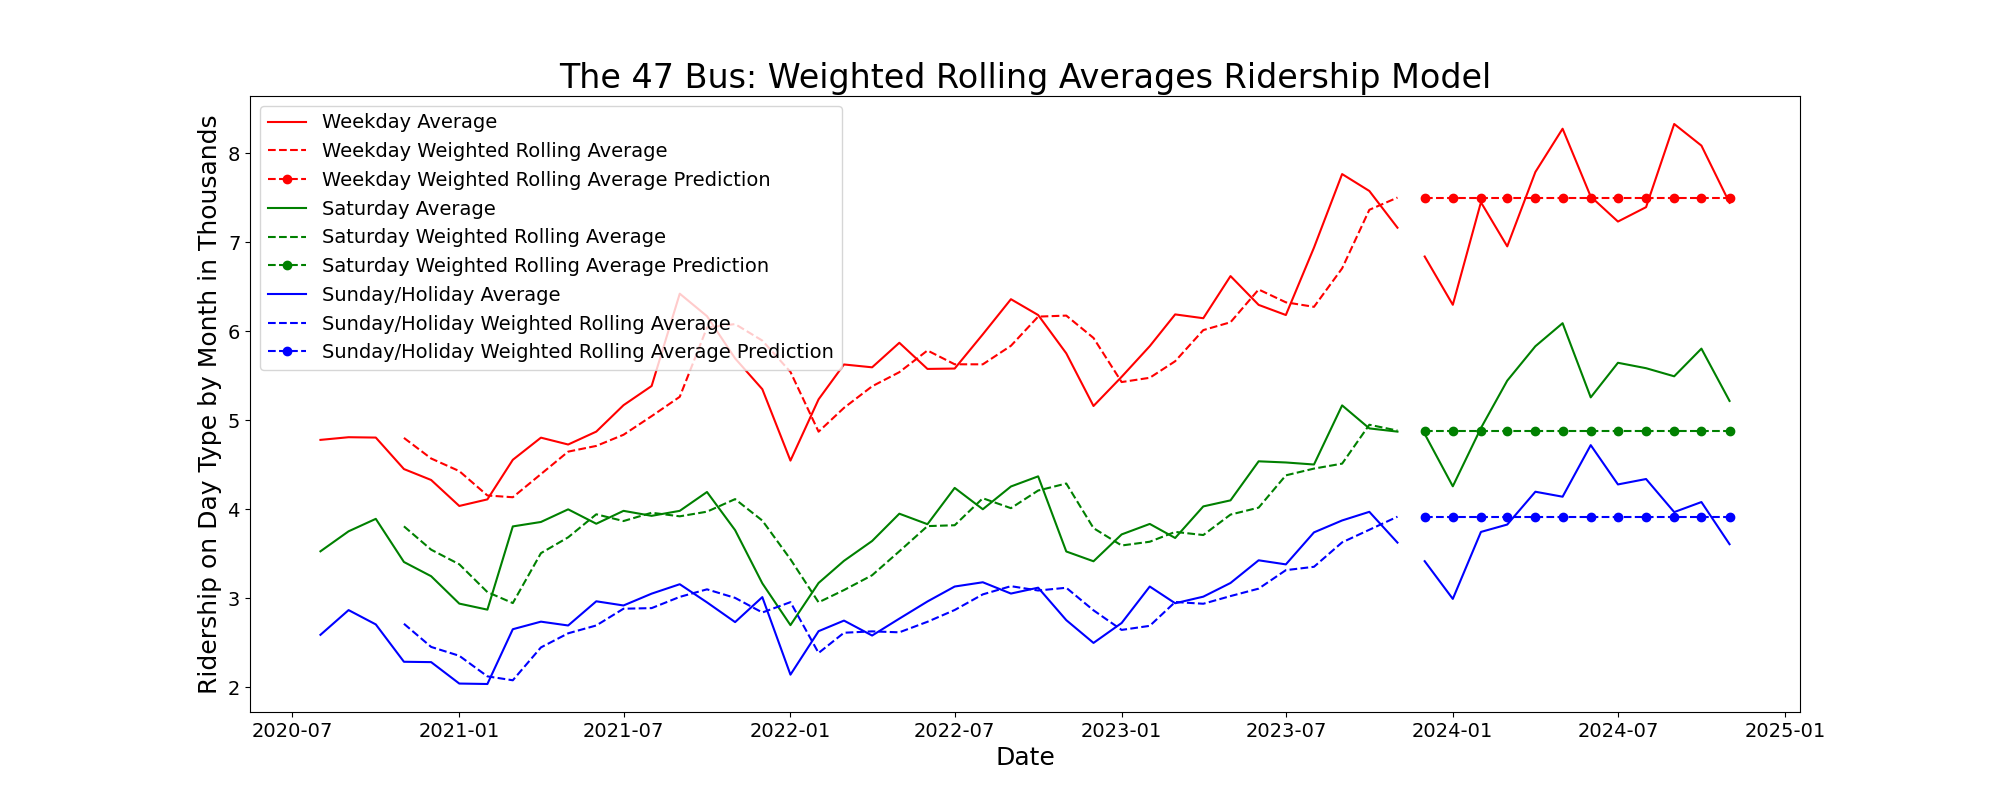 The 47 Bus: Weighted Rolling Averages Ridership Model
Ridership on Day Type by Month in Thousands
8
7
6
5
4
3
2
Weekday Average
Weekday Weighted Rolling Average
Weekday Weighted Rolling Average Prediction
Saturday Average
Saturday Weighted Rolling Average
Saturday Weighted Rolling Average Prediction
Sunday/Holiday Average
Sunday/Holiday Weighted Rolling Average
Sunday/Holiday Weighted Rolling Average Prediction
2020-07 2021-01 2021-07 2022-01 2022-07 2023-01 2023-07 2024-01 2024-07 2025-01
Date